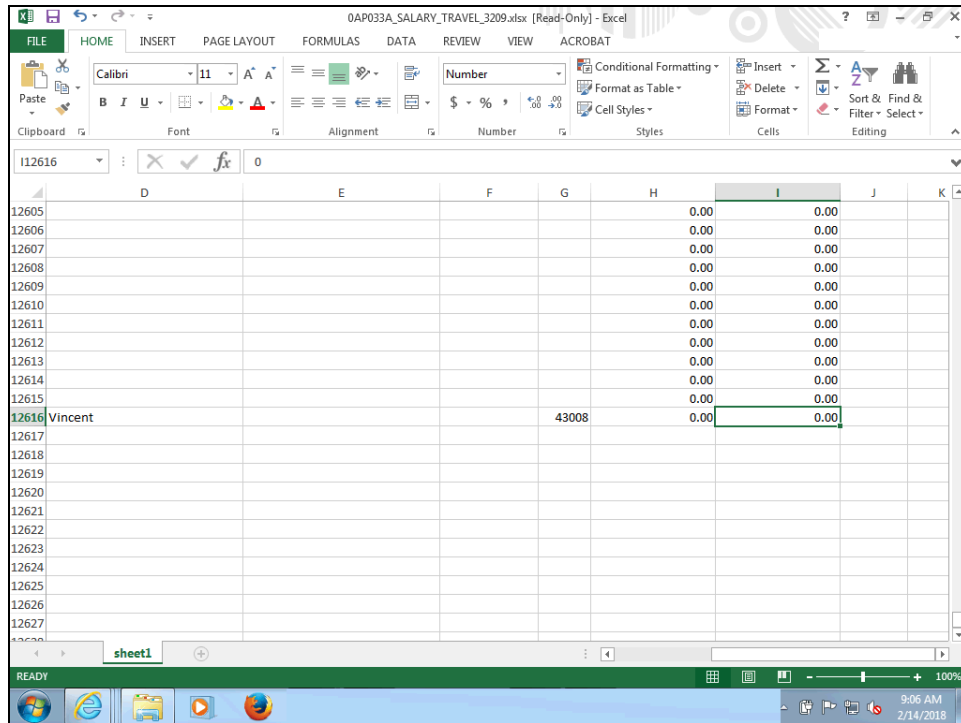 0AP033A_SALARY_TRAVEL_3209.xlsx [Read-Only] - Excel
FILE HOME INSERT PAGE LAYOUT FORMULAS DATA REVIEW VIEW ACROBAT
Paste
Calibri 11 A A
B I U A
Number
$ % ,
Conditional Formatting
Format as Table
Cell Styles
Insert
Delete
Format
Sort & Filter
Find & Select
Clipboard Font Alignment Number Styles Cells Editing
I12616 fx 0
D E F G H I J K
12605 0.00 0.00
12606 0.00 0.00
12607 0.00 0.00
12608 0.00 0.00
12609 0.00 0.00
12610 0.00 0.00
12611 0.00 0.00
12612 0.00 0.00
12613 0.00 0.00
12614 0.00 0.00
12615 0.00 0.00
12616 Vincent 43008 0.00 0.00
12617
12618
12619
12620
12621
12622
12623
12624
12625
12626
12627
sheet1
READY 100%
9:06 AM
2/14/2018